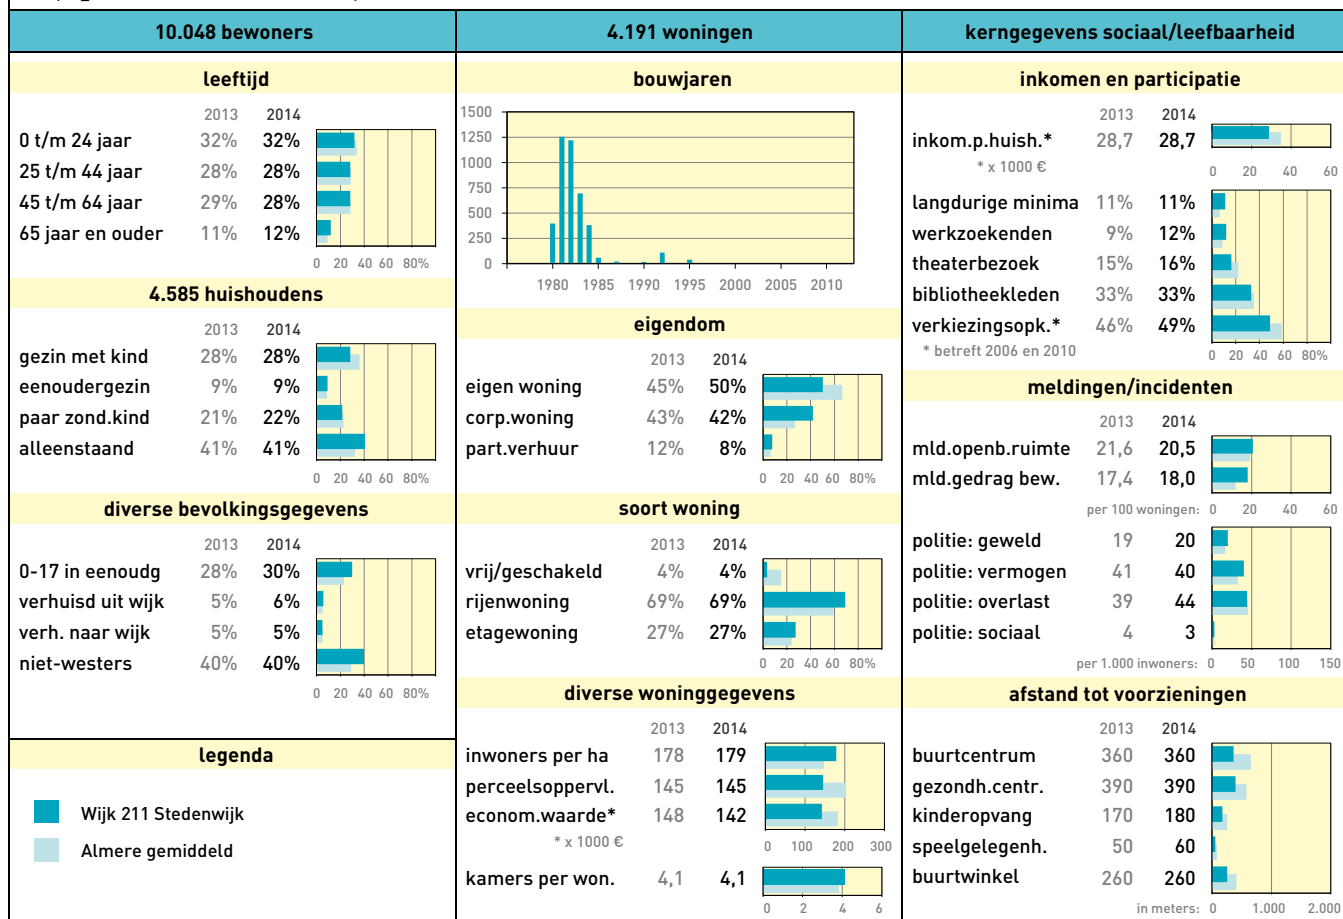 10.048 bewoners
leeftijd
2013 2014
0 t/m 24 jaar 32% 32%
25 t/m 44 jaar 28% 28%
45 t/m 64 jaar 29% 28%
65 jaar en ouder 11% 12%
0 20 40 60 80%
4.585 huishoudens
2013 2014
gezin met kind 28% 28%
eenoudergezin 9% 9%
paar zond.kind 21% 22%
alleenstaand 41% 41%
0 20 40 60 80%
diverse bevolkingsgegevens
2013 2014
0-17 in eenoudg 28% 30%
verhuisd uit wijk 5% 6%
verh. naar wijk 5% 5%
niet-westers 40% 40%
0 20 40 60 80%
legenda
Wijk 211 Stedenwijk
Almere gemiddeld
4.191 woningen
bouwjaren
1500
1250
1000
750
500
250
0
1980 1985 1990 1995 2000 2005 2010
eigendom
2013 2014
eigen woning 45% 50%
corp.woning 43% 42%
part.verhuur 12% 8%
0 20 40 60 80%
soort woning
2013 2014
vrij/geschakeld 4% 4%
rijenwoning 69% 69%
etagewoning 27% 27%
0 20 40 60 80%
diverse woninggegevens
2013 2014
inwoners per ha 178 179
perceelsoppervl. 145 145
econom.waarde* 148 142
* x 1000 €
0 100 200 300
kamers per won. 4,1 4,1
0 2 4 6
kerngegevens sociaal/leefbaarheid
inkomen en participatie
2013 2014
inkom.p.huish.* 28,7 28,7
* x 1000 €
0 20 40 60
langdurige minima 11% 11%
werkzoekenden 9% 12%
theaterbezoek 15% 16%
bibliotheekleden 33% 33%
verkiezingsopk.* 46% 49%
* betreft 2006 en 2010
0 20 40 60 80%
meldingen/incidenten
2013 2014
mld.openb.ruimte 21,6 20,5
mld.gedrag bew. 17,4 18,0
per 100 woningen: 0 20 40 60
politie: geweld 19 20
politie: vermogen 41 40
politie: overlast 39 44
politie: sociaal 4 3
per 1.000 inwoners: 0 50 100 150
afstand tot voorzieningen
2013 2014
buurtcentrum 360 360
gezondh.centr. 390 390
kinderopvang 170 180
speelgelegenh. 50 60
buurtwinkel 260 260
in meters: 0 1.000 2.000